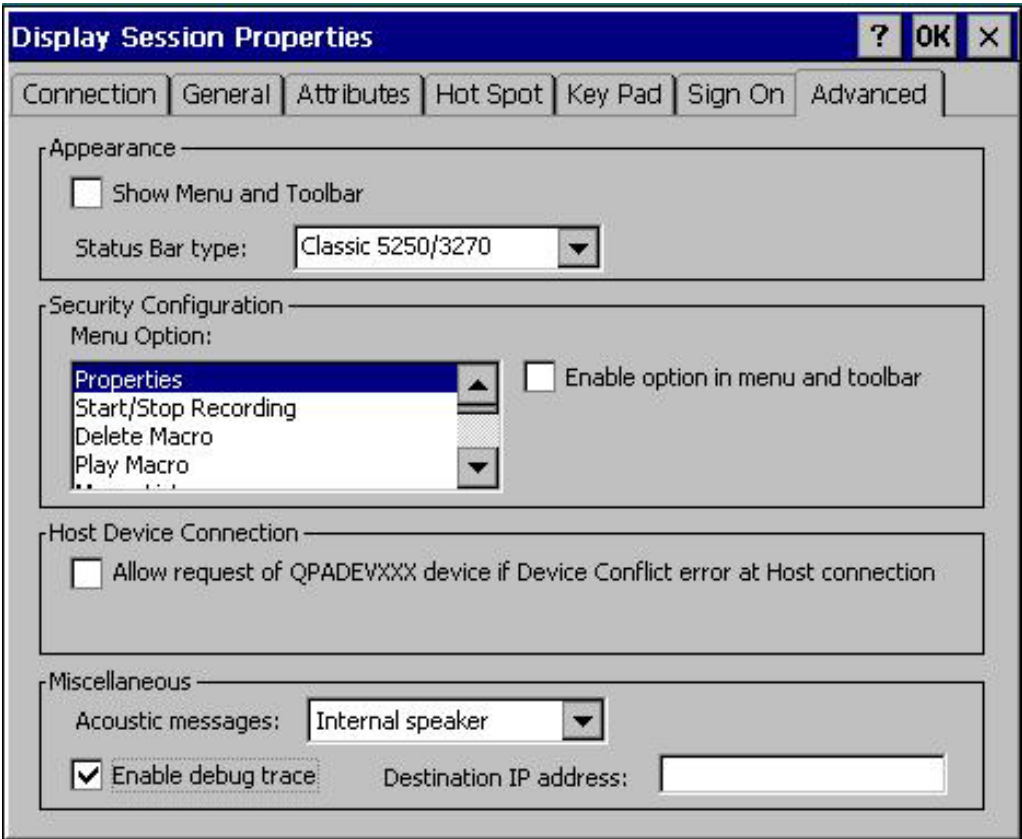 Display Session Properties ? OK ×
Connection General Attributes Hot Spot Key Pad Sign On Advanced
Appearance
Show Menu and Toolbar
Status Bar type: Classic 5250/3270
Security Configuration
Menu Option:
Properties
Enable option in menu and toolbar
Start/Stop Recording
Delete Macro
Play Macro
Host Device Connection
Allow request of QPADEVXXX device if Device Conflict error at Host connection
Miscellaneous
Acoustic messages: Internal speaker
Enable debug trace Destination IP address: